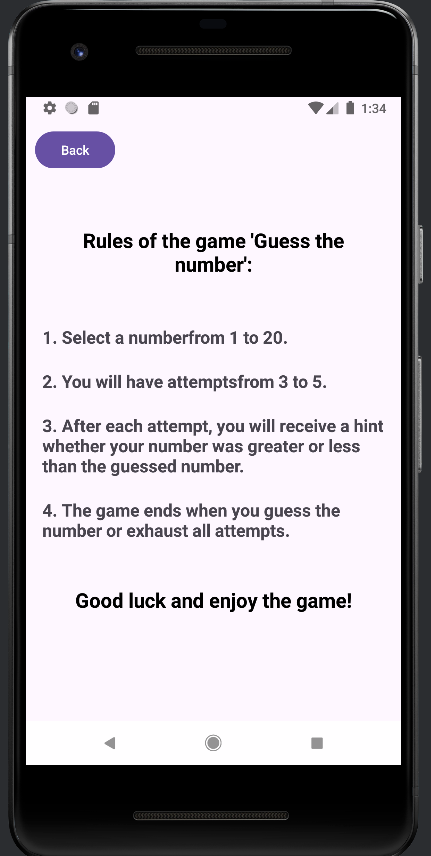 1:34
Back
Rules of the game 'Guess the
number':
1. Select a numberfrom 1 to 20.
2. You will have attemptsfrom 3 to 5.
3. After each attempt, you will receive a hint
whether your number was greater or less
than the guessed number.
4. The game ends when you guess the
number or exhaust all attempts.
Good luck and enjoy the game!